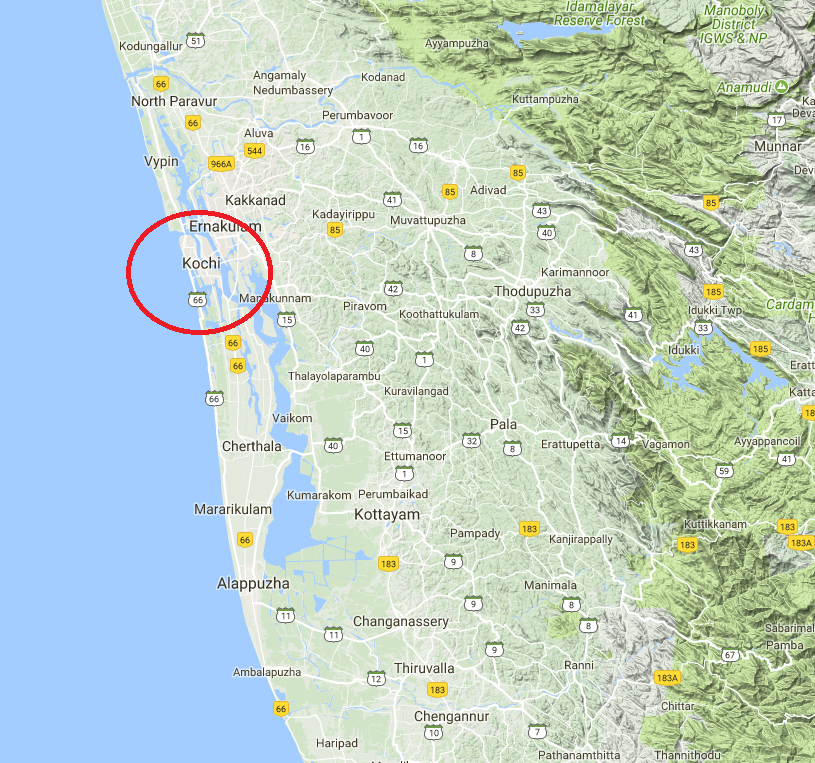 Idamalayar
Reserve Forest
Manoboly
District
IGWS & NP
Kodungallur
51
Ayyampuzha
Angamaly
Nedumbassery
Kodanad
66
Anamudi
North Paravur
Kuttampuzha
Perumbavoor
66
17
Munnar
Aluva
1
16
16
544
Vypin
966A
85
Adivad
85
41
Kakkanad
85
Kadayirippu
43
Muvattupuzha
Ernakulam
85
40
43
8
Kochi
Karimannoor
Thodupuzha
42
185
66
Manakunnam
Piravom
Koothattukulam
33
Idukki Twp
15
41
42
33
66
40
Idukki
185
1
66
Thalayolaparambu
Kuravilangad
66
Vaikom
Pala
15
Cherthala
40
32
8
Erattupetta
14
Vagamon
Ayyappancoil
Ettumanoor
41
59
1
Kumarakom
Perumbaikad
Mararikulam
Kottayam
Kuttikkanam
183
183
Pampady
66
Kanjirappally
183
183A
183
9
Alappuzha
Manimala
9
8
11
Changanassery
8
11
Sabarimal
Pamba
9
67
Ambalapuzha
Thiruvalla
Ranni
12
183A
183
66
Chittar
Chengannur
10
7
Haripad
Pathanamthitta
Thannithodu